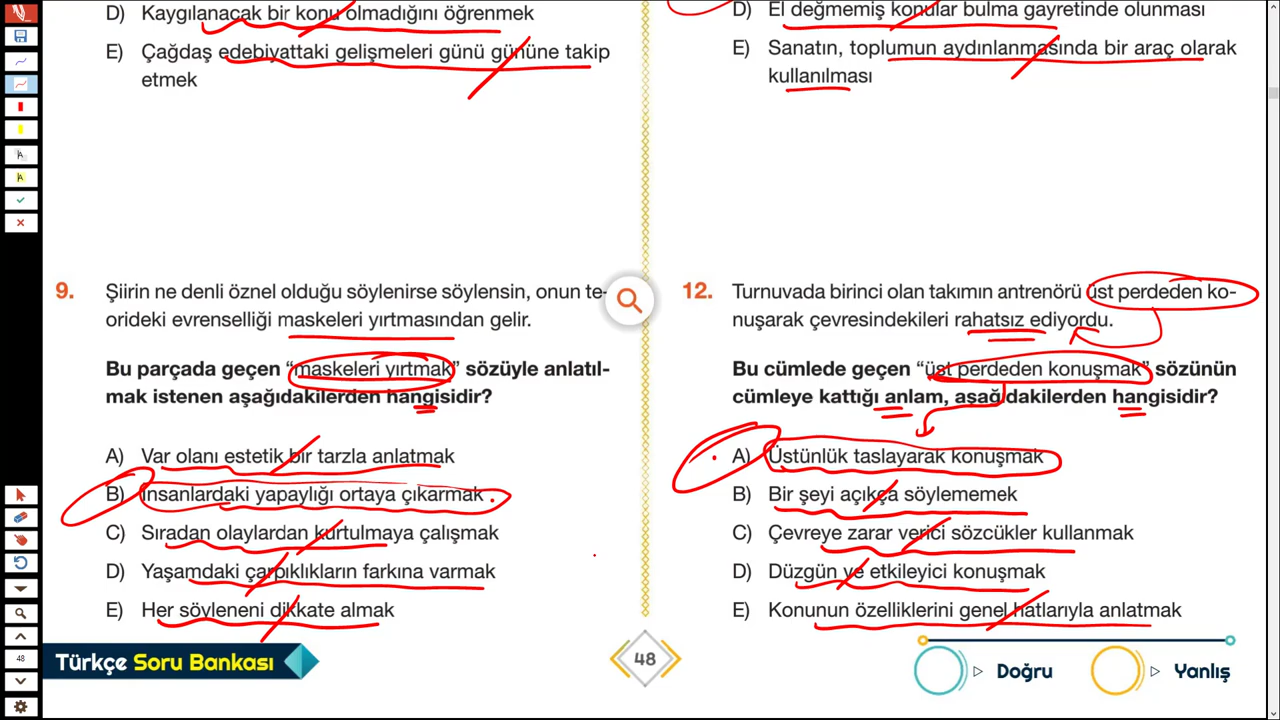 D) Kaygılanacak bir konu olmadığını öğrenmek
E) Çağdaş edebiyattaki gelişmeleri günü gününe takip
etmek
9. Şiirin ne denli öznel olduğu söylenirse söylensin, onun te-
orideki evrenselliği maskeleri yırtmasından gelir.
Bu parçada geçen “maskeleri yırtmak” sözüyle anlatıl-
mak istenen aşağıdakilerden hangisidir?
A) Var olanı estetik bir tarzla anlatmak
B) İnsanlardaki yapaylığı ortaya çıkarmak
C) Sıradan olaylardan kurtulmaya çalışmak
D) Yaşamdaki çarpıklıkların farkına varmak
E) Her söyleneni dikkate almak
D) El değmemiş konular bulma gayretinde olunması
E) Sanatın, toplumun aydınlanmasında bir araç olarak
kullanılması
12. Turnuvada birinci olan takımın antrenörü üst perdeden ko-
nuşarak çevresindekileri rahatsız ediyordu.
Bu cümlede geçen “üst perdeden konuşmak” sözünün
cümleye kattığı anlam, aşağıdakilerden hangisidir?
A) Üstünlük taslayarak konuşmak
B) Bir şeyi açıkça söylememek
C) Çevreye zarar verici sözcükler kullanmak
D) Düzgün ve etkileyici konuşmak
E) Konunun özelliklerini genel hatlarıyla anlatmak
Türkçe Soru Bankası
48
Doğru
Yanlış
A
A
48